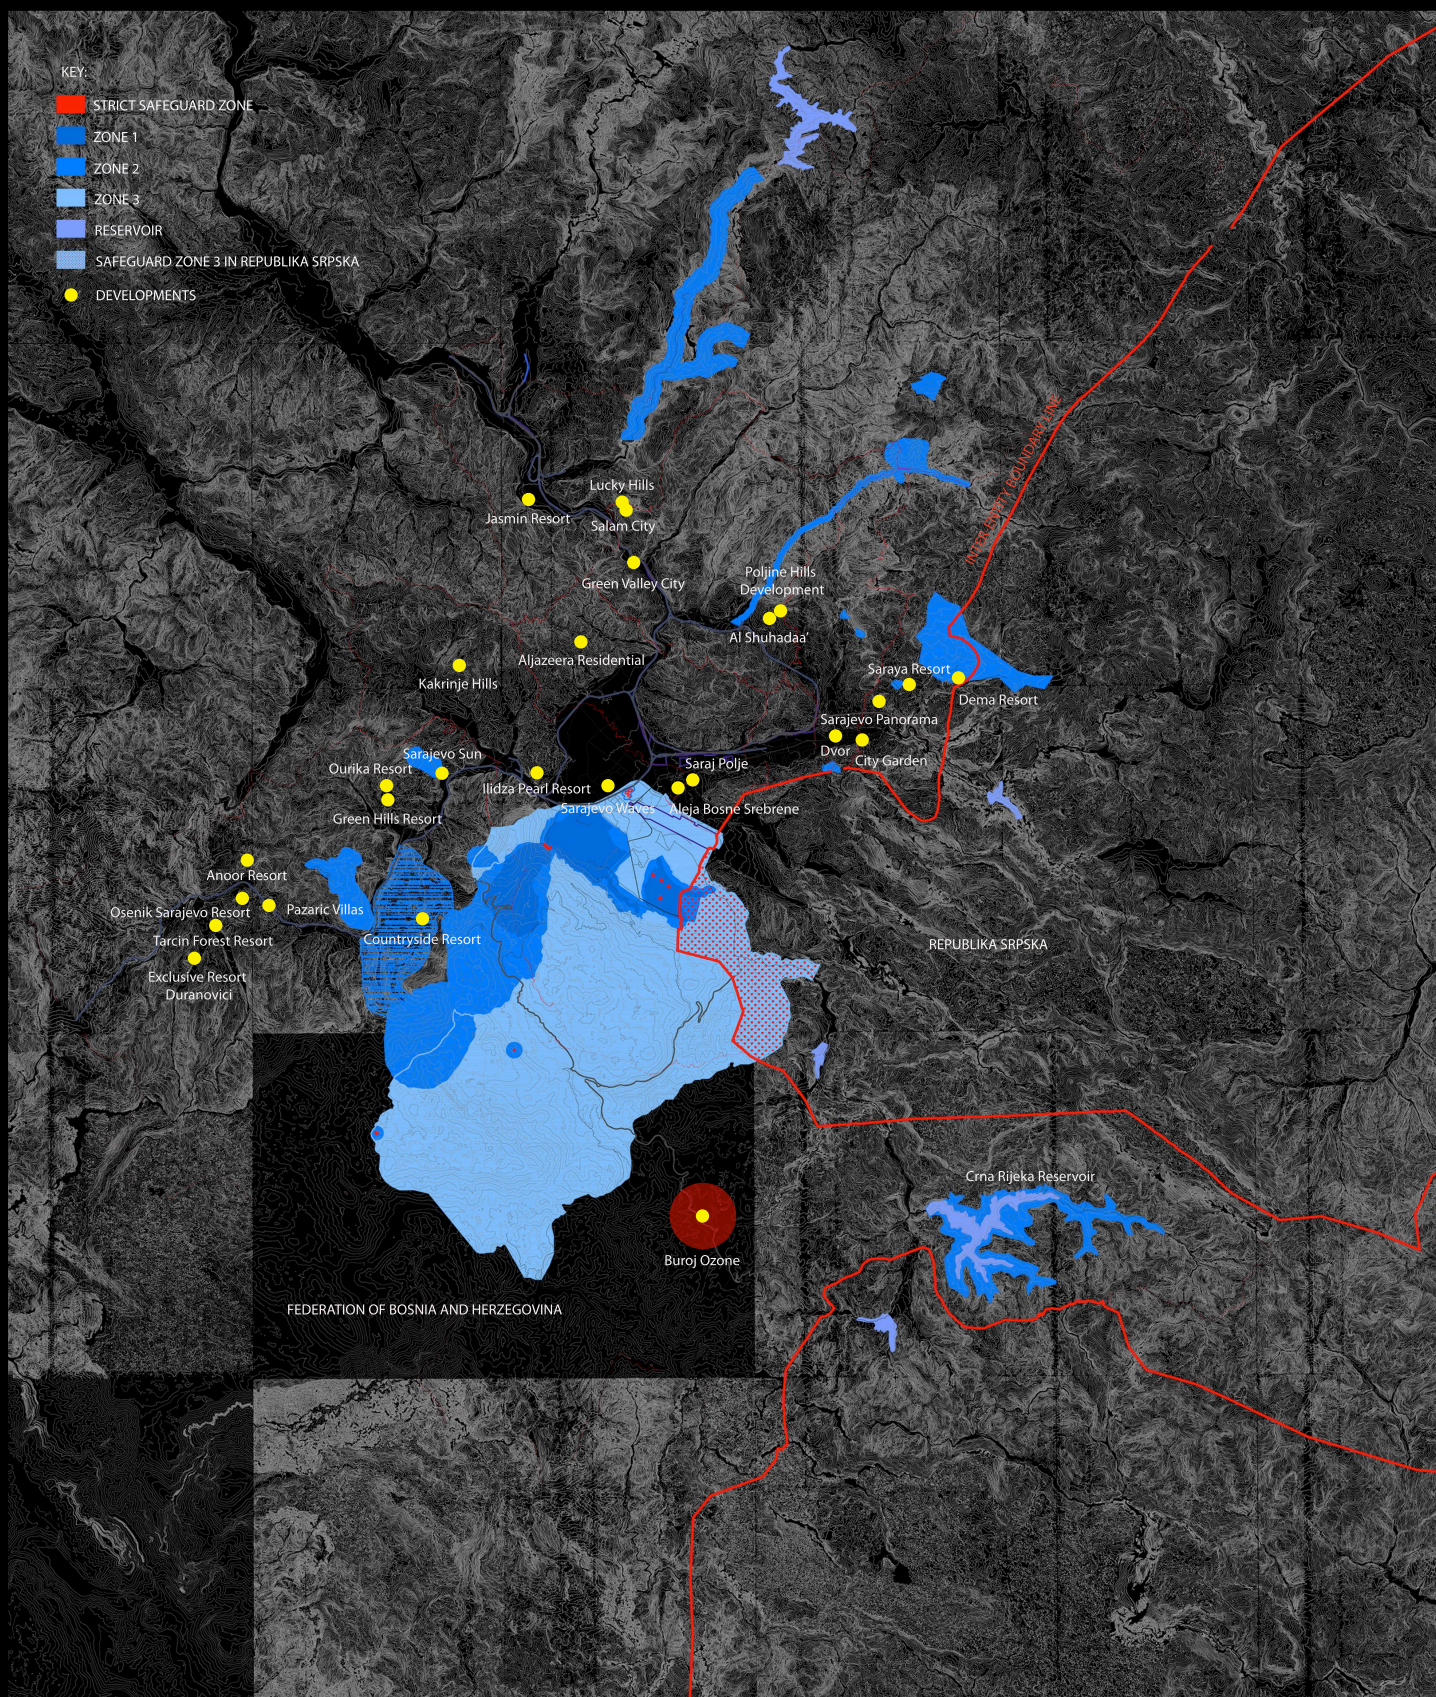 KEY:
STRICT SAFEGUARD ZONE
ZONE 1
ZONE 2
ZONE 3
RESERVOIR
SAFEGUARD ZONE 3 IN REPUBLIKA SRPSKA
DEVELOPMENTS
INTER-ENTITY BOUNDARY LINE
Lucky Hills
Jasmin Resort
Salam City
Green Valley City
Poljine Hills
Development
Al Shuhadaa'
Aljazeera Residential
Kakrinje Hills
Saraya Resort
Dema Resort
Sarajevo Panorama
Dvor
City Garden
Sarajevo Sun
Ourika Resort
Saraj Polje
Ilidza Pearl Resort
Sarajevo Waves
Aleja Bosne Srebrene
Green Hills Resort
Anoor Resort
Osenik Sarajevo Resort
Pazaric Villas
Tarcin Forest Resort
Countryside Resort
REPUBLIKA SRPSKA
Exclusive Resort
Duranovici
Crna Rijeka Reservoir
Buroj Ozone
FEDERATION OF BOSNIA AND HERZEGOVINA